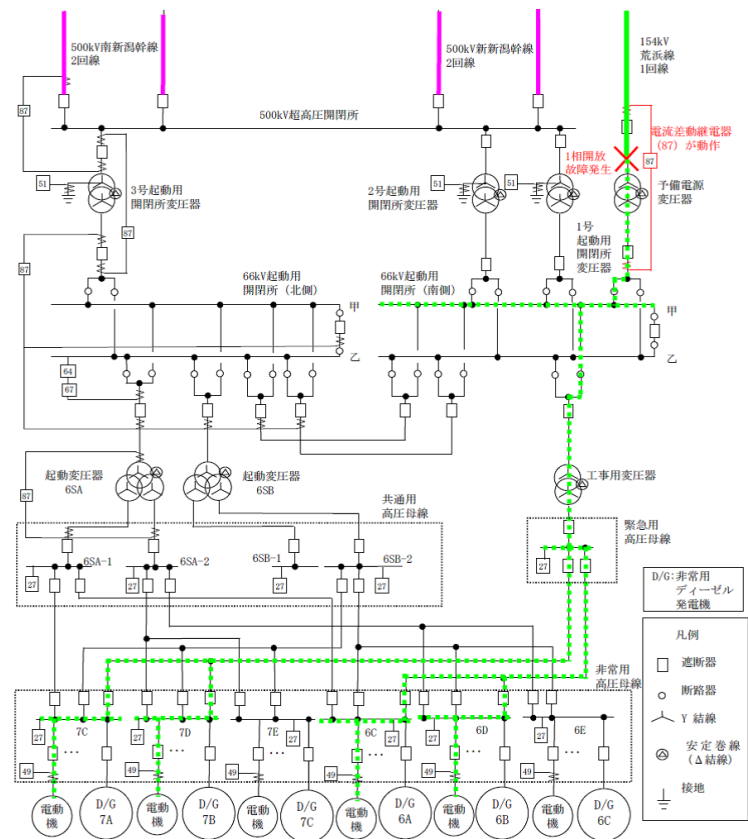 500kV南新潟幹線
2回線
500kV新新潟幹線
2回線
154kV
荒浜線
1回線
87
500kV超高圧開閉所
電流差動継電器
（87）が動作
1相開放
故障発生
87
51
3号起動用
開閉所変圧器
51
2号起動用
開閉所変圧器
51
予備電源
変圧器
87
1号
起動用
開閉所
変圧器
87
66kV起動用
開閉所（北側）
66kV起動用
開閉所（南側）
甲
甲
乙
乙
64
67
起動変圧器
6SA
起動変圧器
6SB
工事用変圧器
87
共通用
高圧母線
緊急用
高圧母線
6SA-1
6SA-2
6SB-1
6SB-2
27
27
27
27
27
D/G:非常用
ディーゼル
発電機
凡例
遮断器
断路器
Y 結線
安定巻線
(Δ結線)
接地
非常用
高圧母線
7C
7D
7E
6C
6D
6E
27
27
27
27
27
27
…
…
…
…
…
…
49
49
49
49
49
49
電動
機
D/G
7A
電動
機
D/G
7B
電動
機
D/G
7C
電動
機
D/G
6A
電動
機
D/G
6B
電動
機
D/G
6C